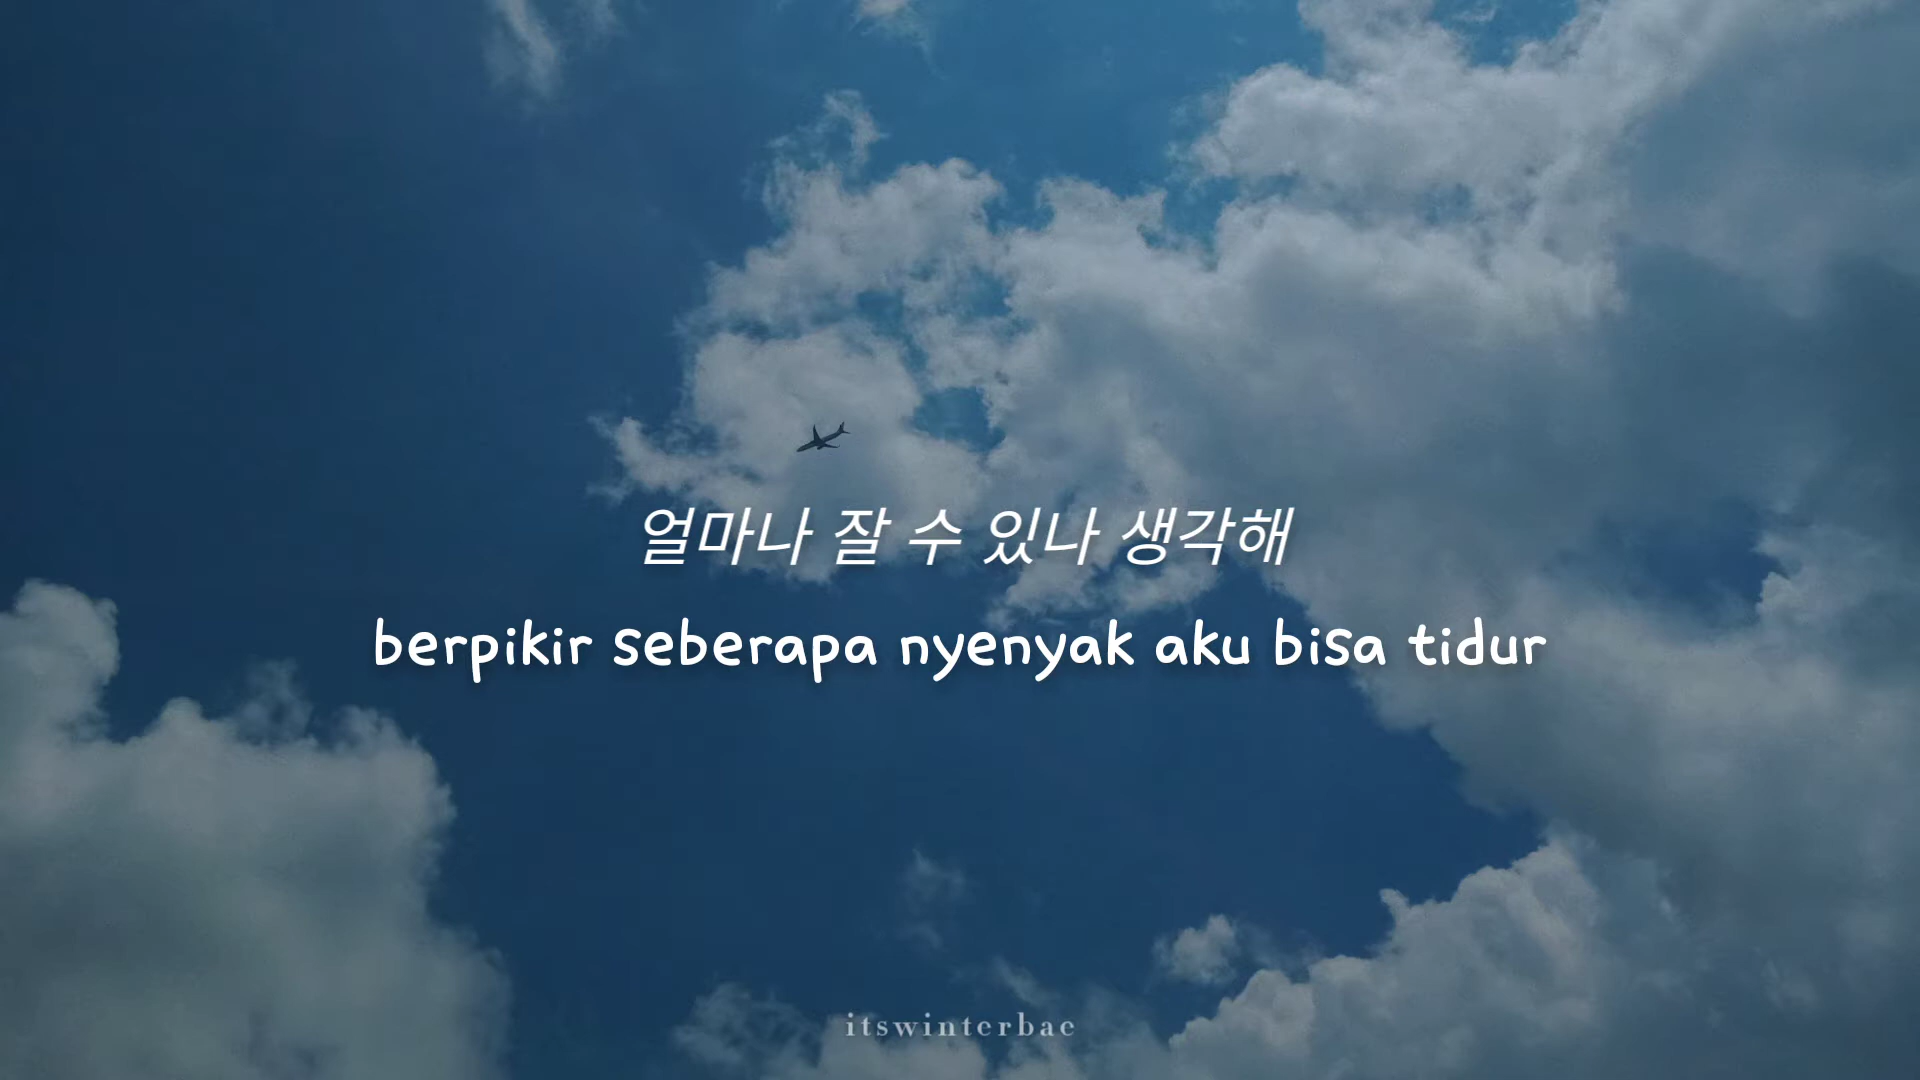 얼마나 잘 수 있나 생각해
berpikir seberapa nyenyak aku bisa tidur
itswinterbae